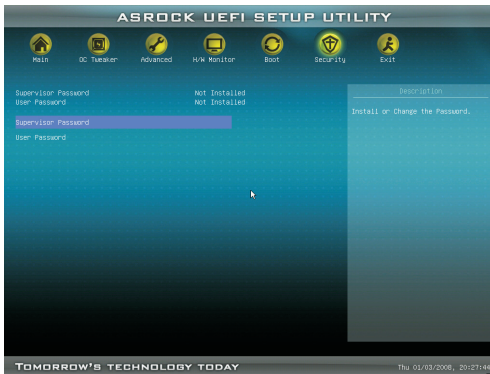 ASROCK UEFI SETUP UTILITY
Main OC Tweaker Advanced H/W Monitor Boot Security Exit
Supervisor Password Not Installed
User Password Not Installed
Supervisor Password
User Password
Description
Install or Change the Password.
TOMORROW'S TECHNOLOGY TODAY
Thu 01/03/2008, 20:27:44